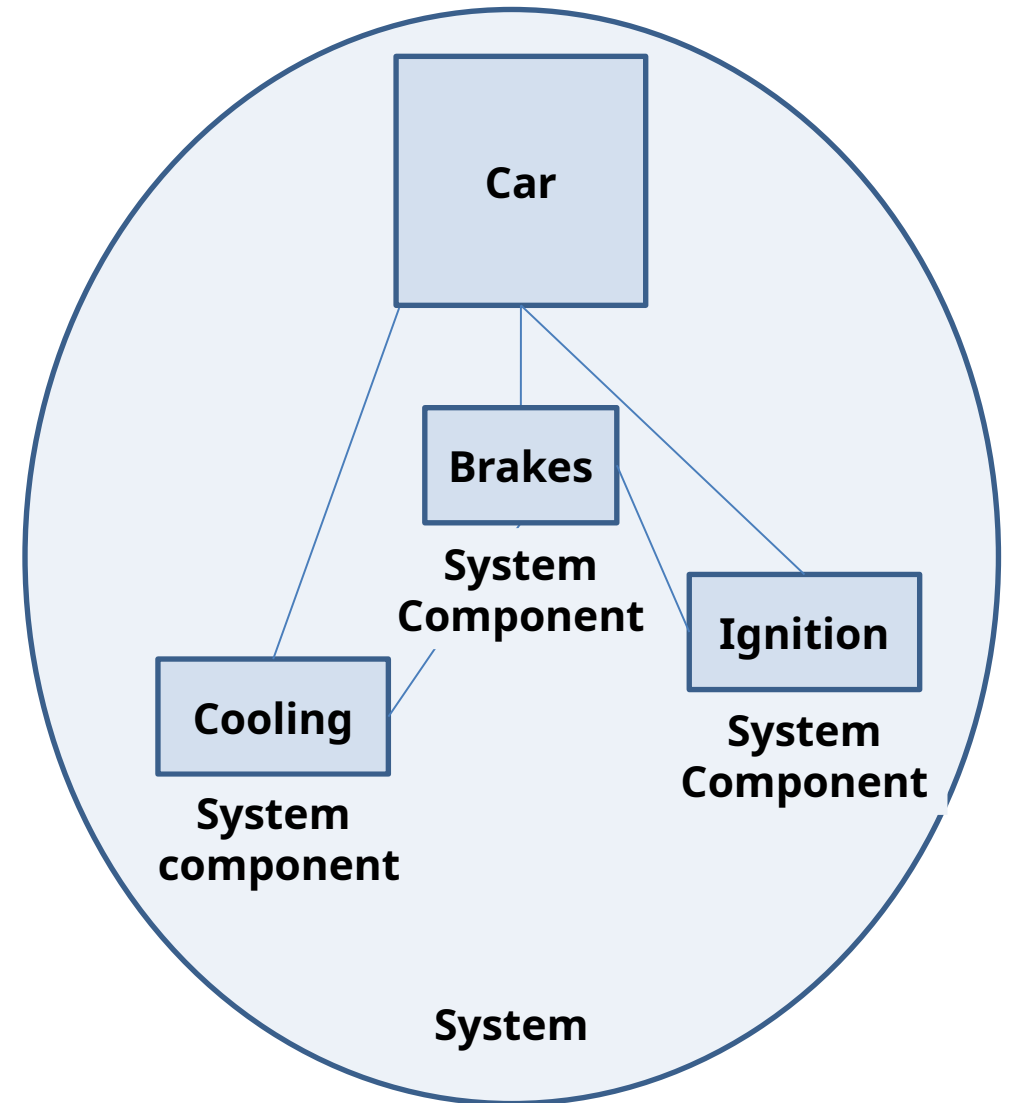 Car
Brakes
System
Component
Ignition
Cooling
System
Component
System
component
System